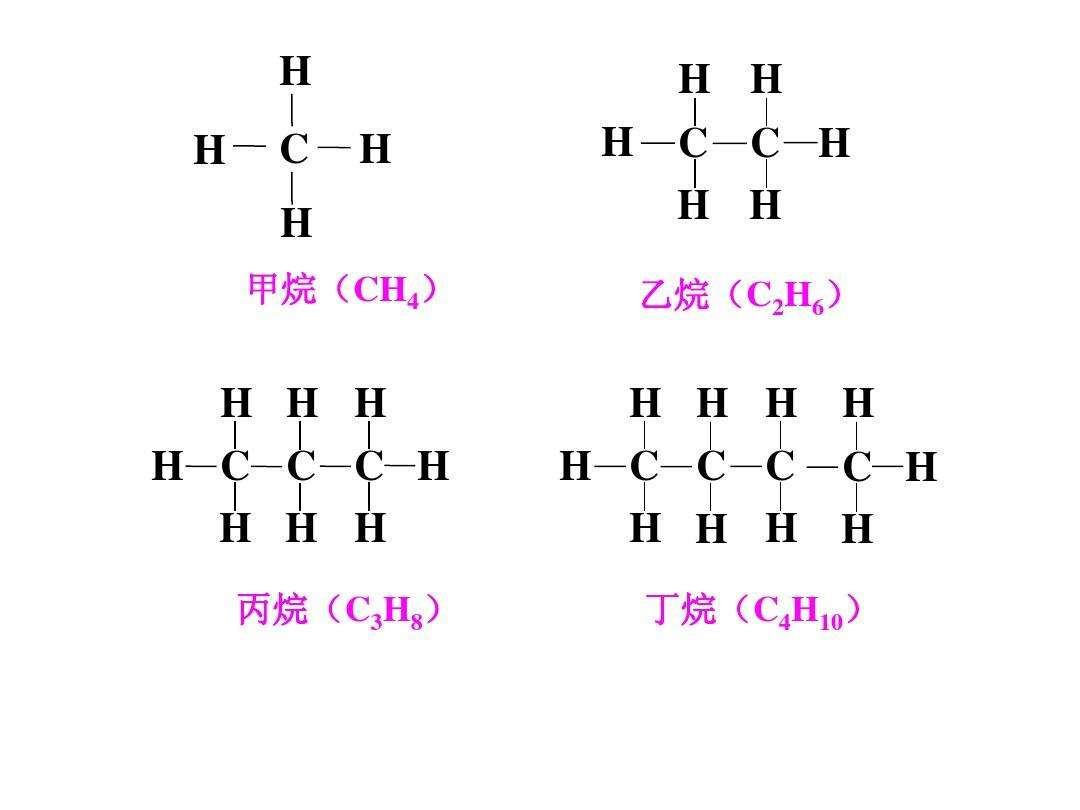 H
H — C — H
H
甲烷（CH₄）
H H
H — C — C — H
H H
乙烷（C₂H₆）
H H H
H — C — C — C — H
H H H
丙烷（C₃H₈）
H H H H
H — C — C — C — C — H
H H H H
丁烷（C₄H₁₀）